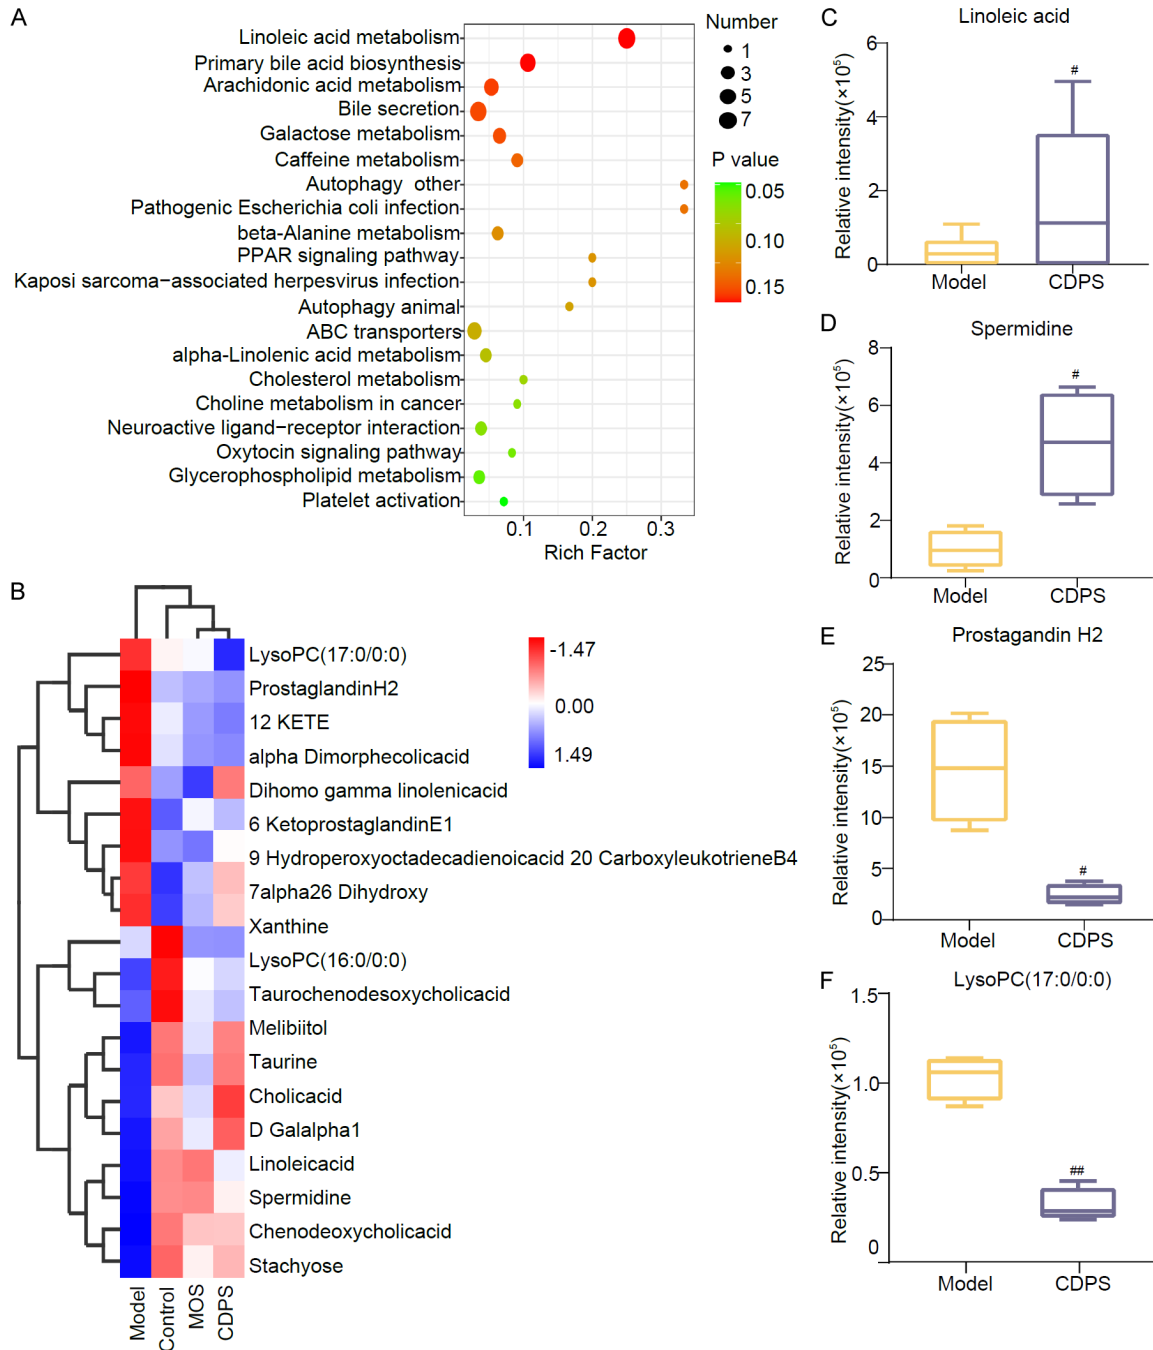 A
Linoleic acid metabolism
Primary bile acid biosynthesis
Arachidonic acid metabolism
Bile secretion
Galactose metabolism
Caffeine metabolism
Autophagy other
Pathogenic Escherichia coli infection
beta-Alanine metabolism
PPAR signaling pathway
Kaposi sarcoma−associated herpesvirus infection
Autophagy animal
ABC transporters
alpha-Linolenic acid metabolism
Cholesterol metabolism
Choline metabolism in cancer
Neuroactive ligand−receptor interaction
Oxytocin signaling pathway
Glycerophospholipid metabolism
Platelet activation
0.1 0.2 0.3
Rich Factor
Number
1
3
5
7
P value
0.05
0.10
0.15
B
LysoPC(17:0/0:0)
ProstaglandinH2
12 KETE
alpha Dimorphecolicacid
Dihomo gamma linolenicacid
6 KetoprostaglandinE1
9 Hydroperoxyoctadecadienoicacid 20 CarboxyleukotrieneB4
7alpha26 Dihydroxy
Xanthine
LysoPC(16:0/0:0)
Taurochenodesoxycholicacid
Melibiitol
Taurine
Cholicacid
D Galalpha1
Linoleicacid
Spermidine
Chenodeoxycholicacid
Stachyose
Model
Control
MOS
CDPS
-1.47
0.00
1.49
C
Linoleic acid
Relative intensity(×10⁵)
6
4
2
0
#
Model CDPS
D
Spermidine
Relative intensity(×10⁵)
8
6
4
2
0
#
Model CDPS
E
Prostagandin H2
Relative intensity(×10⁵)
25
20
15
10
5
0
#
Model CDPS
F
LysoPC(17:0/0:0)
Relative intensity(×10⁵)
1.5
1.0
0.5
0
##
Model CDPS